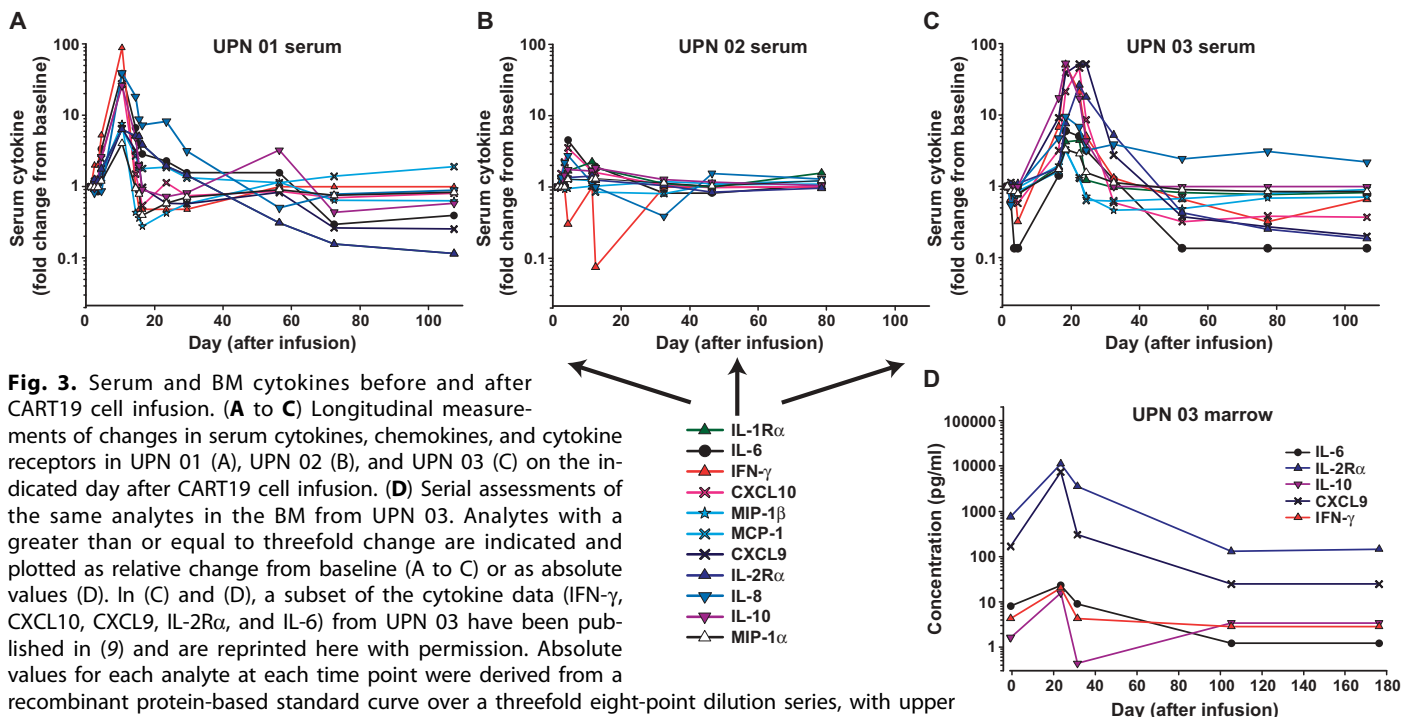 A
UPN 01 serum
Serum cytokine
(fold change from baseline)
100
10
1
0.1
0 20 40 60 80 100
Day (after infusion)
B
UPN 02 serum
Serum cytokine
(fold change from baseline)
100
10
1
0.1
0 20 40 60 80 100
Day (after infusion)
C
UPN 03 serum
Serum cytokine
(fold change from baseline)
100
10
1
0.1
0 20 40 60 80 100
Day (after infusion)
Fig. 3. Serum and BM cytokines before and after
CART19 cell infusion. (A to C) Longitudinal measure-
ments of changes in serum cytokines, chemokines, and cytokine
receptors in UPN 01 (A), UPN 02 (B), and UPN 03 (C) on the in-
dicated day after CART19 cell infusion. (D) Serial assessments of
the same analytes in the BM from UPN 03. Analytes with a
greater than or equal to threefold change are indicated and
plotted as relative change from baseline (A to C) or as absolute
values (D). In (C) and (D), a subset of the cytokine data (IFN-γ,
CXCL10, CXCL9, IL-2Rα, and IL-6) from UPN 03 have been pub-
lished in (9) and are reprinted here with permission. Absolute
values for each analyte at each time point were derived from a
recombinant protein-based standard curve over a threefold eight-point dilution series, with upper
IL-1Rα
IL-6
IFN-γ
CXCL10
MIP-1β
MCP-1
CXCL9
IL-2Rα
IL-8
IL-10
MIP-1α
D
UPN 03 marrow
Concentration (pg/ml)
100000
10000
1000
100
10
1
IL-6
IL-2Rα
IL-10
CXCL9
IFN-γ
0 20 40 60 80 100 120 140 160 180
Day (after infusion)